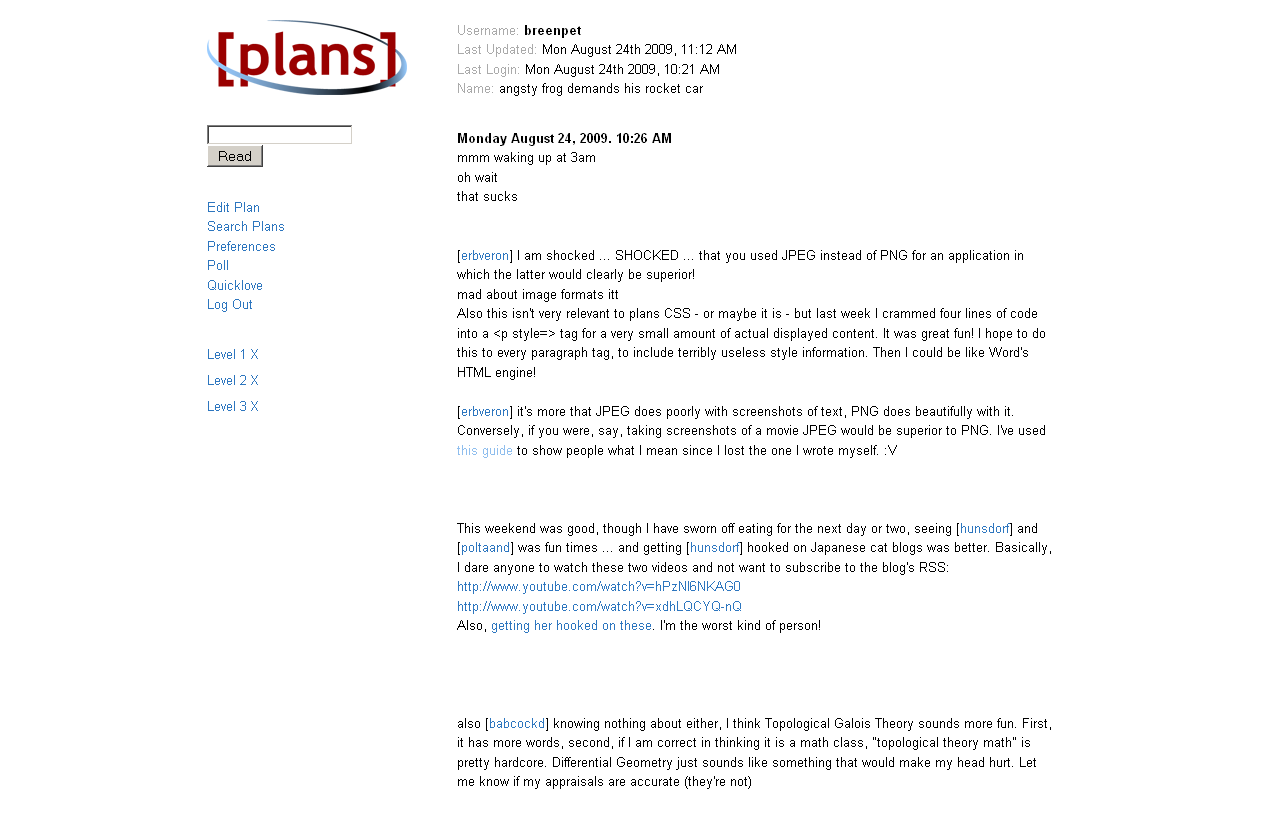 [plans]
Read
Edit Plan
Search Plans
Preferences
Poll
Quicklove
Log Out
Level 1 X
Level 2 X
Level 3 X
Username: breenpet
Last Updated: Mon August 24th 2009, 11:12 AM
Last Login: Mon August 24th 2009, 10:21 AM
Name: angsty frog demands his rocket car
Monday August 24, 2009. 10:26 AM
mmm waking up at 3am
oh wait
that sucks
[erbveron] I am shocked ... SHOCKED ... that you used JPEG instead of PNG for an application in
which the latter would clearly be superior!
mad about image formats itt
Also this isn't very relevant to plans CSS - or maybe it is - but last week I crammed four lines of code
into a <p style=> tag for a very small amount of actual displayed content. It was great fun! I hope to do
this to every paragraph tag, to include terribly useless style information. Then I could be like Word's
HTML engine!
[erbveron] it's more that JPEG does poorly with screenshots of text, PNG does beautifully with it.
Conversely, if you were, say, taking screenshots of a movie JPEG would be superior to PNG. I've used
this guide to show people what I mean since I lost the one I wrote myself. :V
This weekend was good, though I have sworn off eating for the next day or two, seeing [hunsdorf] and
[poltaand] was fun times ... and getting [hunsdorf] hooked on Japanese cat blogs was better. Basically,
I dare anyone to watch these two videos and not want to subscribe to the blog's RSS:
http://www.youtube.com/watch?v=hPzNl6NKAG0
http://www.youtube.com/watch?v=xdhLQCYQ-nQ
Also, getting her hooked on these. I'm the worst kind of person!
also [babcockd] knowing nothing about either, I think Topological Galois Theory sounds more fun. First,
it has more words, second, if I am correct in thinking it is a math class, "topological theory math" is
pretty hardcore. Differential Geometry just sounds like something that would make my head hurt. Let
me know if my appraisals are accurate (they're not)